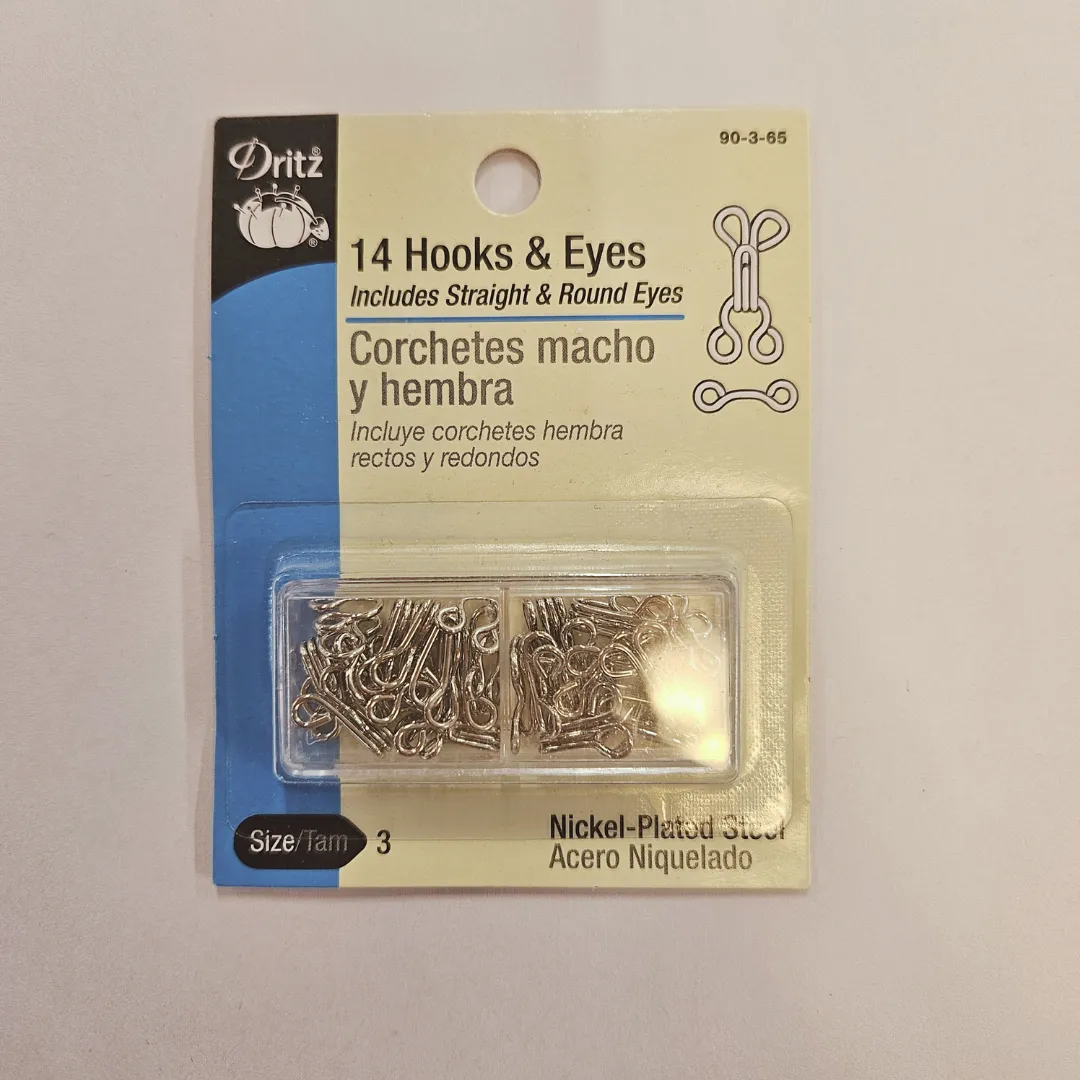 Dritz®
®
90-3-65
14 Hooks & Eyes
Includes Straight & Round Eyes
Corchetes macho
y hembra
Incluye corchetes hembra
rectos y redondos
Size/Tam 3
Nickel-Plated Steel
Acero Niquelado